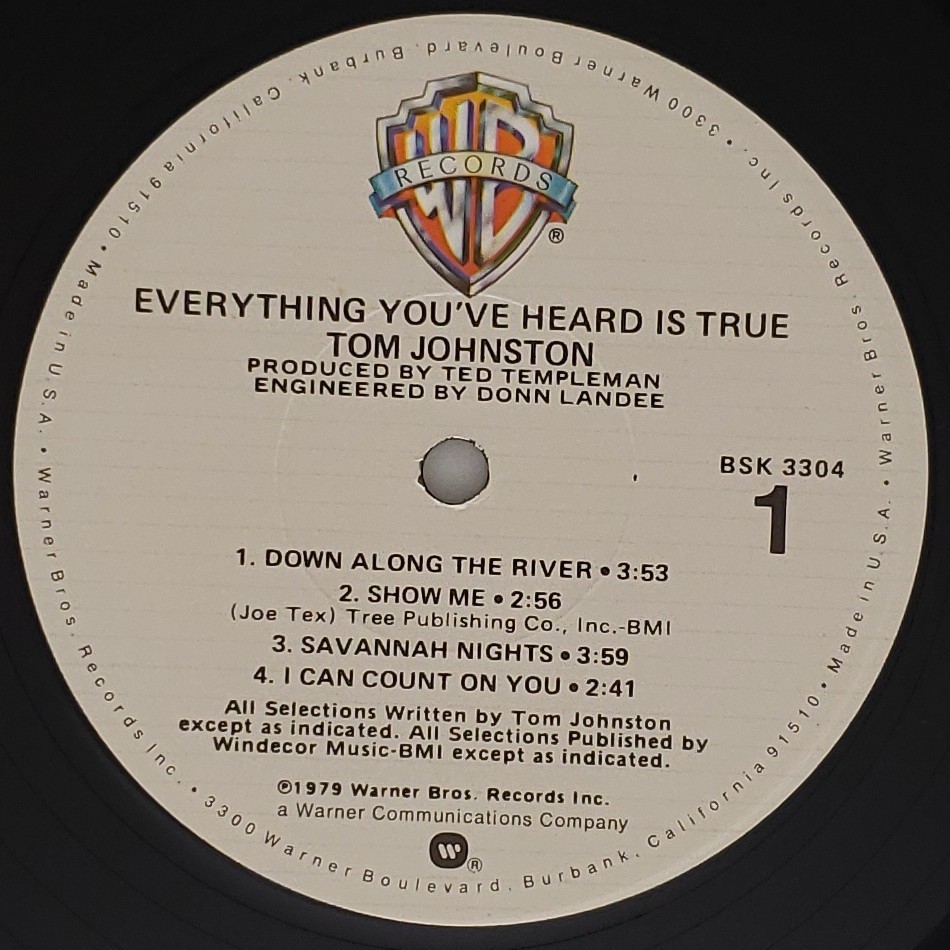 WB
RECORDS
®
EVERYTHING YOU'VE HEARD IS TRUE
TOM JOHNSTON
PRODUCED BY TED TEMPLEMAN
ENGINEERED BY DONN LANDEE
BSK 3304
1
1. DOWN ALONG THE RIVER • 3:53
2. SHOW ME • 2:56
(Joe Tex) Tree Publishing Co., Inc.-BMI
3. SAVANNAH NIGHTS • 3:59
4. I CAN COUNT ON YOU • 2:41
All Selections Written by Tom Johnston
except as indicated. All Selections Published by
Windecor Music-BMI except as indicated.
℗1979 Warner Bros. Records Inc.
a Warner Communications Company
W®
Warner Bros. Records Inc. • 3300 Warner Boulevard. Burbank. California 91510 • Made in U.S.A. •
Warner Bros. Records Inc. • 3300 Warner Boulevard. Burbank. California 91510 • Made in U.S.A. •